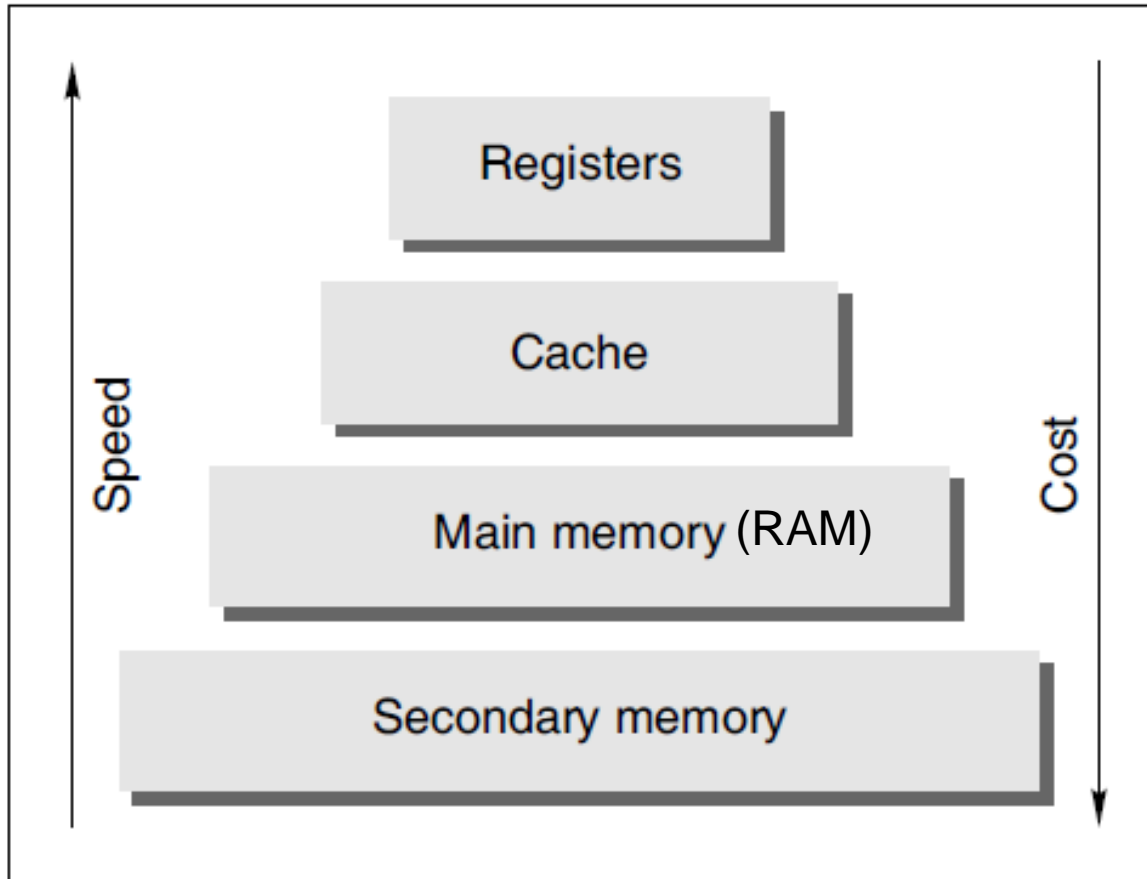 Registers
Cache
Main memory (RAM)
Secondary memory
Speed
Cost